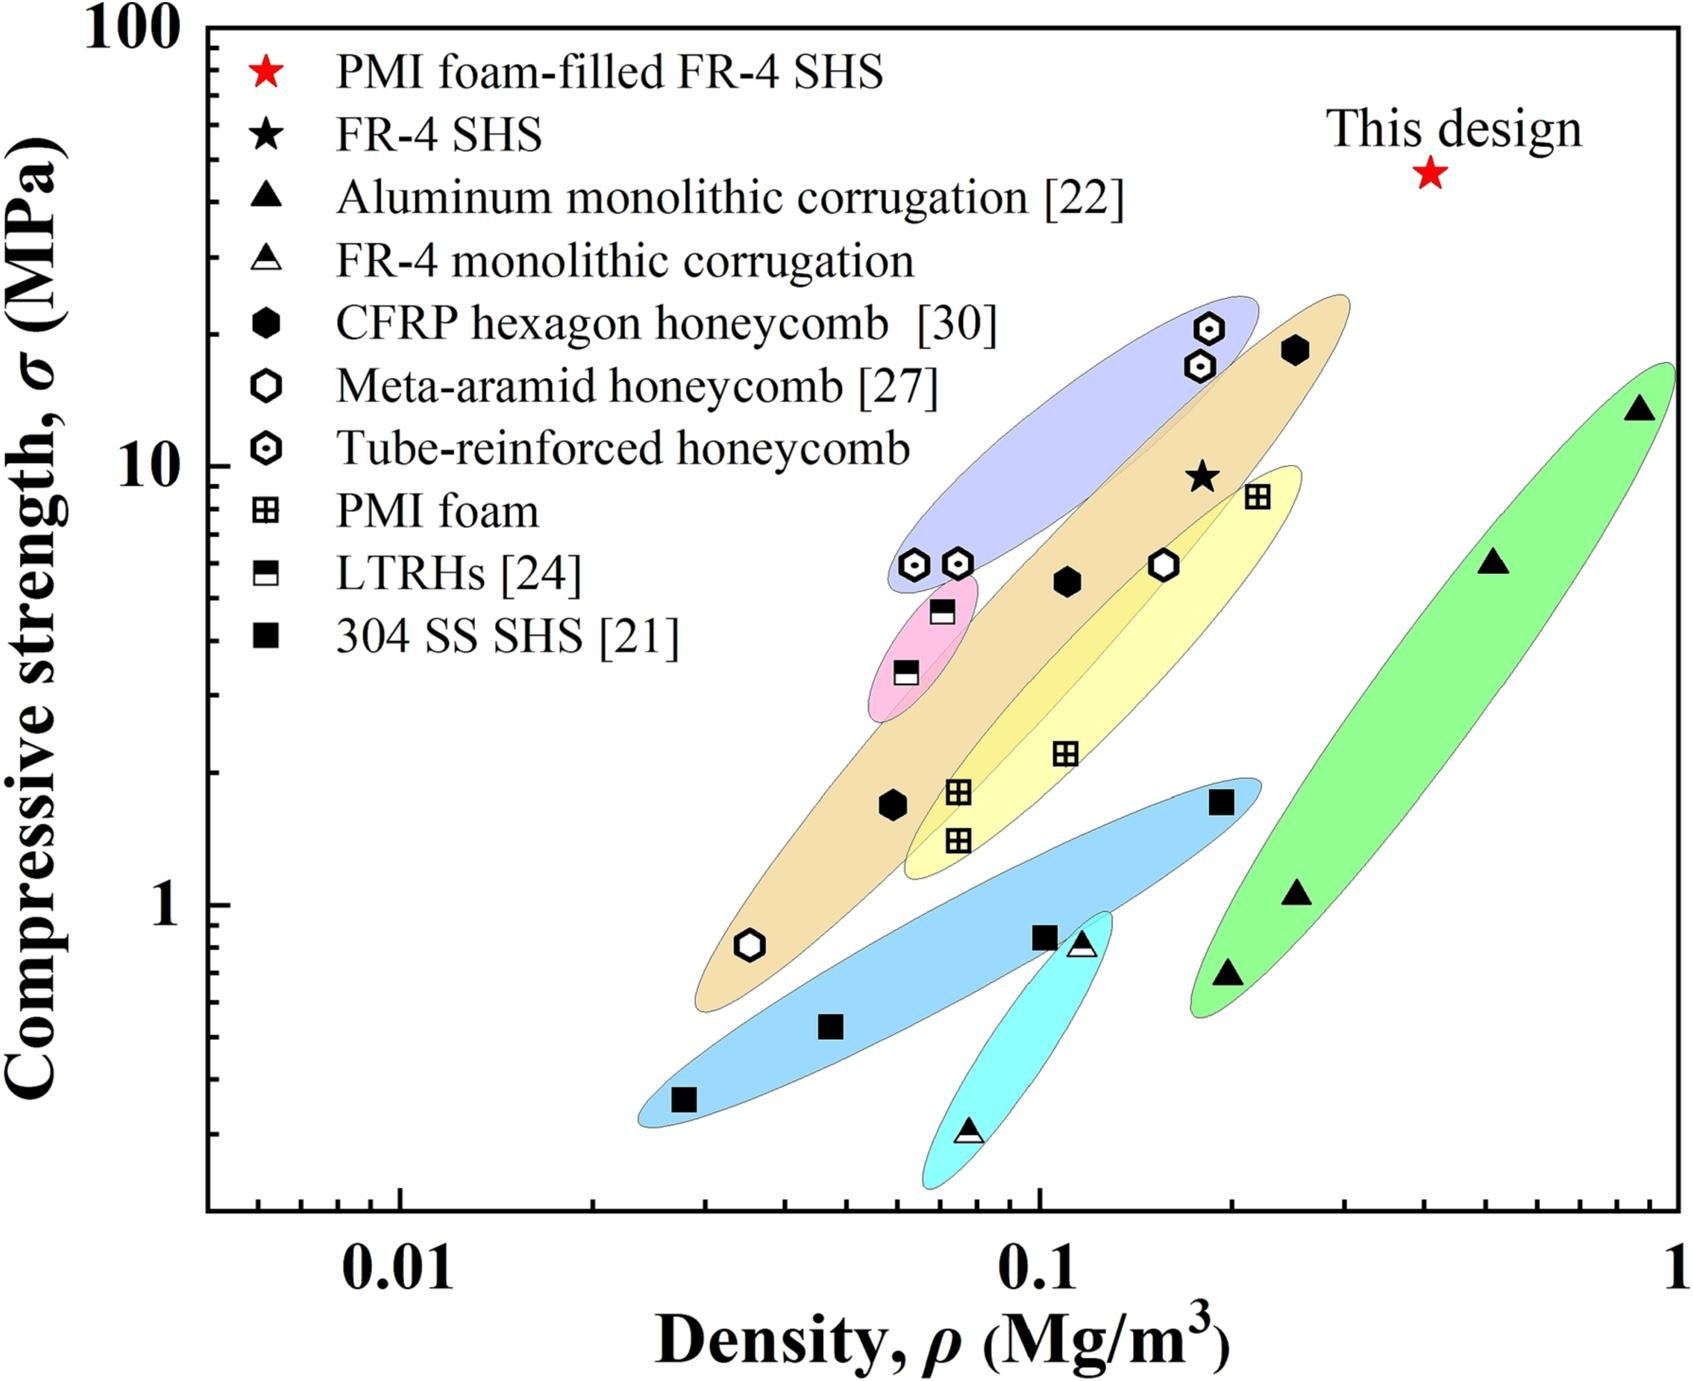 100
PMI foam-filled FR-4 SHS
FR-4 SHS
This design
Aluminum monolithic corrugation [22]
FR-4 monolithic corrugation
CFRP hexagon honeycomb [30]
Meta-aramid honeycomb [27]
Tube-reinforced honeycomb
10
PMI foam
LTRHs [24]
304 SS SHS [21]
1
Compressive strength, σ (MPa)
0.01
0.1
1
Density, ρ (Mg/m³)